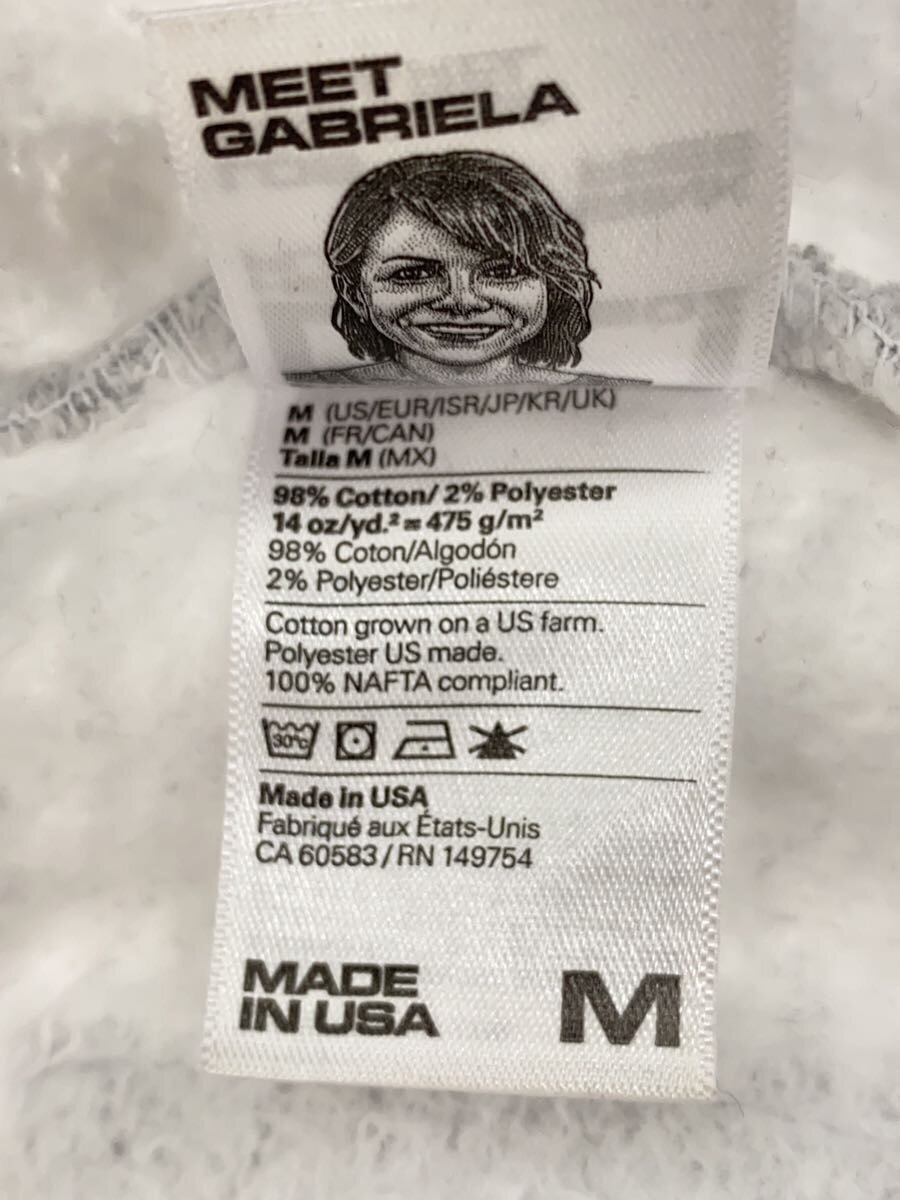 MEET
GABRIELA
M (US/EUR/ISR/JP/KR/UK)
M (FR/CAN)
Talla M (MX)
98% Cotton/ 2% Polyester
14 oz/yd.² ≈ 475 g/m²
98% Coton/Algodón
2% Polyester/Poliéstere
Cotton grown on a US farm.
Polyester US made.
100% NAFTA compliant.
30°C
Made in USA
Fabriqué aux États-Unis
CA 60583 / RN 149754
MADE
IN USA
M